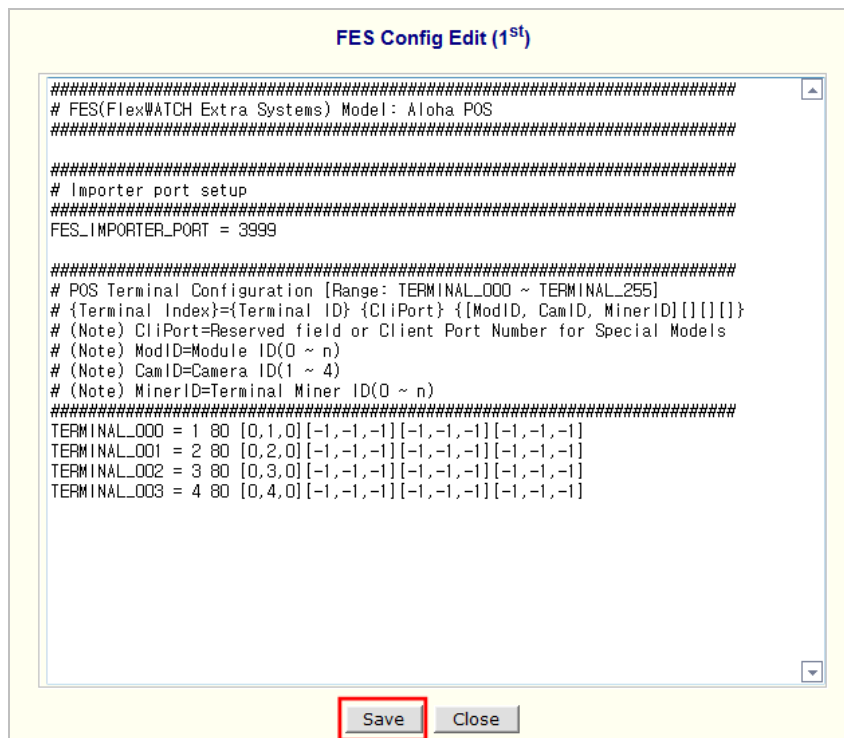 FES Config Edit (1st)
########################################################################
# FES(FlexWATCH Extra Systems) Model: Aloha POS
########################################################################
########################################################################
# Importer port setup
########################################################################
FES_IMPORTER_PORT = 3999
########################################################################
# POS Terminal Configuration [Range: TERMINAL_000 ~ TERMINAL_255]
# {Terminal Index}={Terminal ID} {CliPort} {[ModID, CamID, MinerID][][][]}
# (Note) CliPort=Reserved field or Client Port Number for Special Models
# (Note) ModID=Module ID(0 ~ n)
# (Note) CamID=Camera ID(1 ~ 4)
# (Note) MinerID=Terminal Miner ID(0 ~ n)
########################################################################
TERMINAL_000 = 1 80 [0,1,0][-1,-1,-1][-1,-1,-1][-1,-1,-1]
TERMINAL_001 = 2 80 [0,2,0][-1,-1,-1][-1,-1,-1][-1,-1,-1]
TERMINAL_002 = 3 80 [0,3,0][-1,-1,-1][-1,-1,-1][-1,-1,-1]
TERMINAL_003 = 4 80 [0,4,0][-1,-1,-1][-1,-1,-1][-1,-1,-1]
Save Close